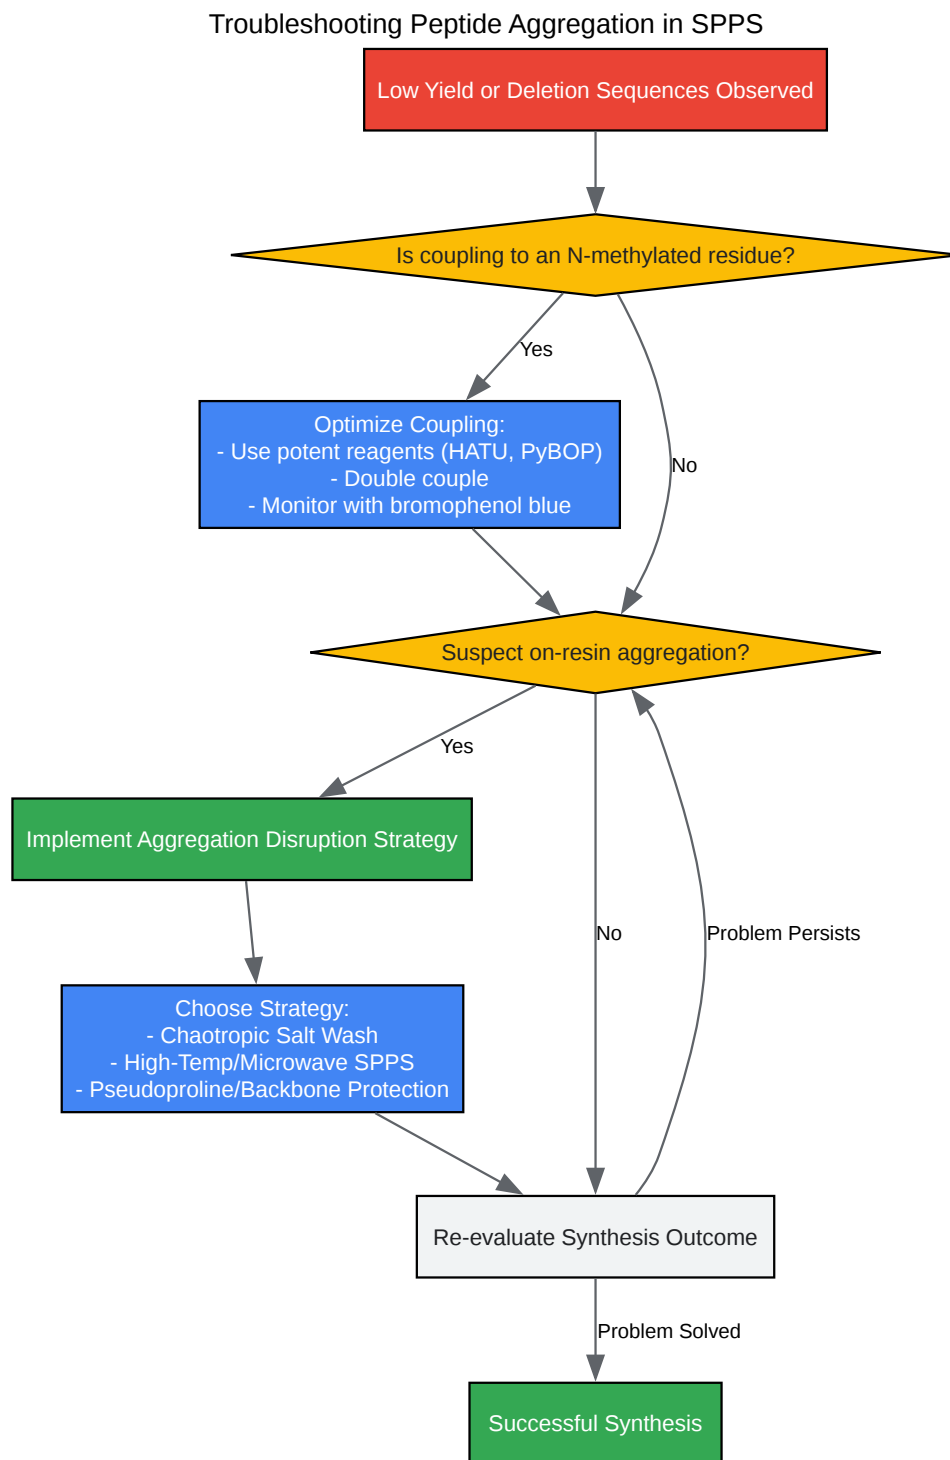 Troubleshooting Peptide Aggregation in SPPS
Low Yield or Deletion Sequences Observed
Is coupling to an N-methylated residue?
Yes
Optimize Coupling:
- Use potent reagents (HATU, PyBOP)
- Double couple
- Monitor with bromophenol blue
No
Suspect on-resin aggregation?
Yes
Implement Aggregation Disruption Strategy
No
Problem Persists
Choose Strategy:
- Chaotropic Salt Wash
- High-Temp/Microwave SPPS
- Pseudoproline/Backbone Protection
Re-evaluate Synthesis Outcome
Problem Solved
Successful Synthesis